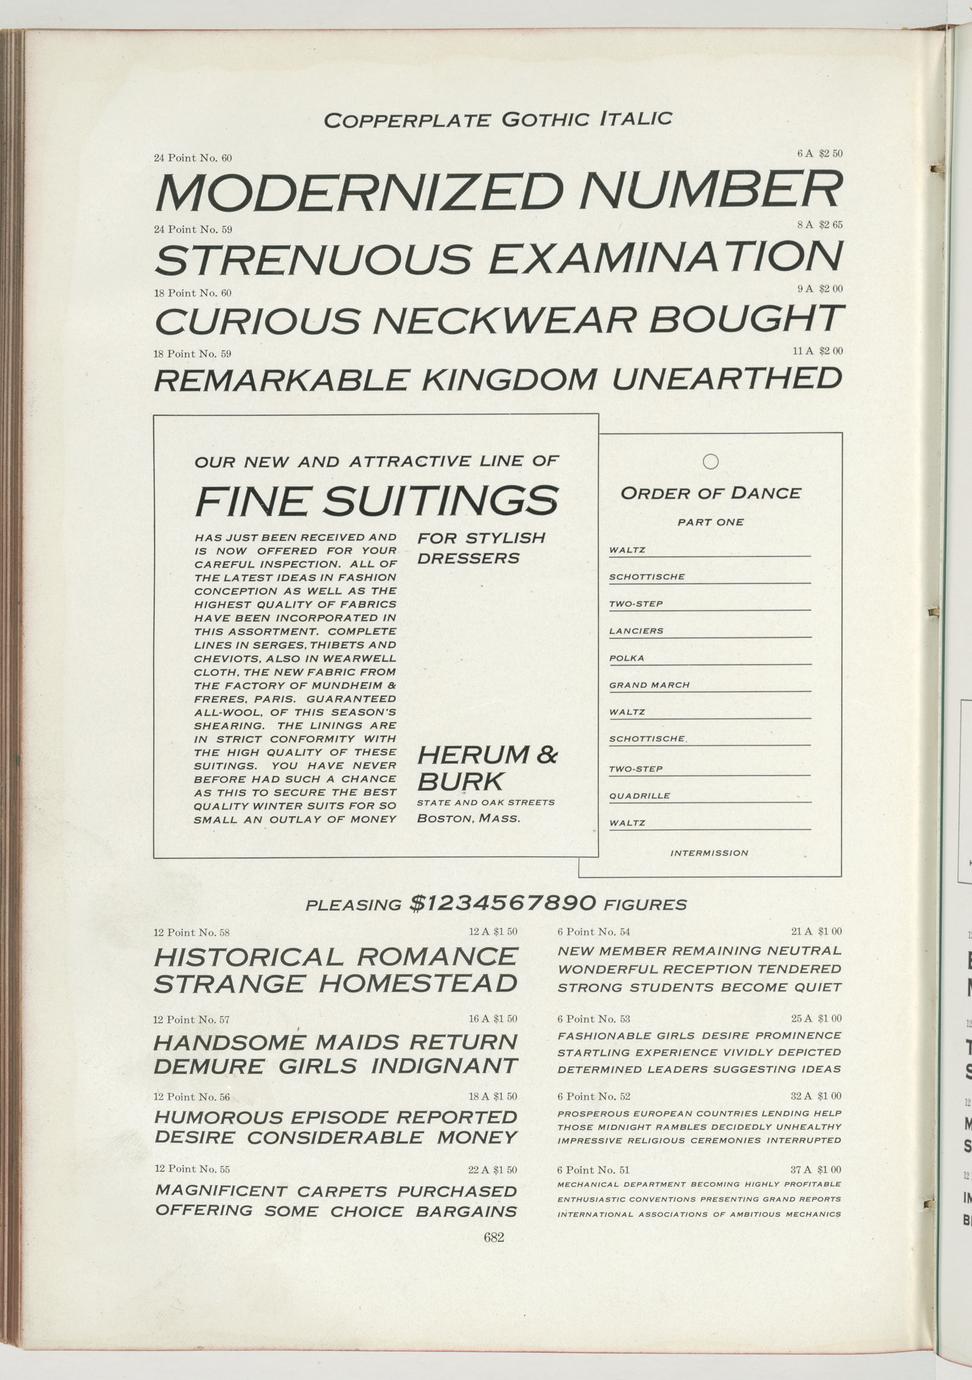 COPPERPLATE GOTHIC ITALIC
24 Point No. 60 6 A $2 50
MODERNIZED NUMBER
24 Point No. 59 8 A $2 65
STRENUOUS EXAMINATION
18 Point No. 60 9 A $2 00
CURIOUS NECKWEAR BOUGHT
18 Point No. 59 11 A $2 00
REMARKABLE KINGDOM UNEARTHED
OUR NEW AND ATTRACTIVE LINE OF
FINE SUITINGS
HAS JUST BEEN RECEIVED AND
IS NOW OFFERED FOR YOUR
CAREFUL INSPECTION. ALL OF
THE LATEST IDEAS IN FASHION
CONCEPTION AS WELL AS THE
HIGHEST QUALITY OF FABRICS
HAVE BEEN INCORPORATED IN
THIS ASSORTMENT. COMPLETE
LINES IN SERGES, THIBETS AND
CHEVIOTS, ALSO IN WEARWELL
CLOTH, THE NEW FABRIC FROM
THE FACTORY OF MUNDHEIM &
FRERES, PARIS. GUARANTEED
ALL-WOOL, OF THIS SEASON'S
SHEARING. THE LININGS ARE
IN STRICT CONFORMITY WITH
THE HIGH QUALITY OF THESE
SUITINGS. YOU HAVE NEVER
BEFORE HAD SUCH A CHANCE
AS THIS TO SECURE THE BEST
QUALITY WINTER SUITS FOR SO
SMALL AN OUTLAY OF MONEY
FOR STYLISH
DRESSERS
HERUM &
BURK
STATE AND OAK STREETS
BOSTON, MASS.
ORDER OF DANCE
PART ONE
WALTZ
SCHOTTISCHE
TWO-STEP
LANCIERS
POLKA
GRAND MARCH
WALTZ
SCHOTTISCHE
TWO-STEP
QUADRILLE
WALTZ
INTERMISSION
PLEASING $1234567890 FIGURES
12 Point No. 58 12 A $1 50
HISTORICAL ROMANCE
STRANGE HOMESTEAD
12 Point No. 57 16 A $1 50
HANDSOME MAIDS RETURN
DEMURE GIRLS INDIGNANT
12 Point No. 56 18 A $1 50
HUMOROUS EPISODE REPORTED
DESIRE CONSIDERABLE MONEY
12 Point No. 55 22 A $1 50
MAGNIFICENT CARPETS PURCHASED
OFFERING SOME CHOICE BARGAINS
6 Point No. 54 21 A $1 00
NEW MEMBER REMAINING NEUTRAL
WONDERFUL RECEPTION TENDERED
STRONG STUDENTS BECOME QUIET
6 Point No. 53 25 A $1 00
FASHIONABLE GIRLS DESIRE PROMINENCE
STARTLING EXPERIENCE VIVIDLY DEPICTED
DETERMINED LEADERS SUGGESTING IDEAS
6 Point No. 52 32 A $1 00
PROSPEROUS EUROPEAN COUNTRIES LENDING HELP
THOSE MIDNIGHT RAMBLES DECIDEDLY UNHEALTHY
IMPRESSIVE RELIGIOUS CEREMONIES INTERRUPTED
6 Point No. 51 37 A $1 00
MECHANICAL DEPARTMENT BECOMING HIGHLY PROFITABLE
ENTHUSIASTIC CONVENTIONS PRESENTING GRAND REPORTS
INTERNATIONAL ASSOCIATIONS OF AMBITIOUS MECHANICS
682